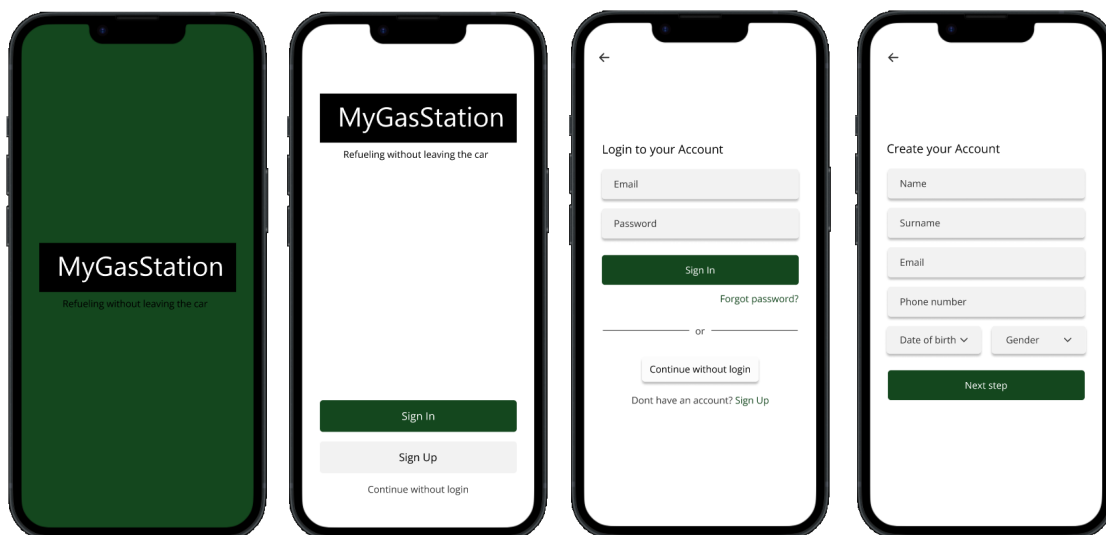 MyGasStation
Refueling without leaving the car
MyGasStation
Refueling without leaving the car
Sign In
Sign Up
Continue without login
Login to your Account
Email
Password
Sign In
Forgot password?
or
Continue without login
Dont have an account? Sign Up
Create your Account
Name
Surname
Email
Phone number
Date of birth Gender
Next step